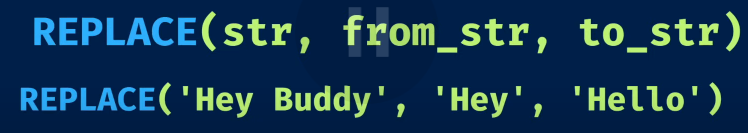 REPLACE(str, from_str, to_str)
REPLACE('Hey Buddy', 'Hey', 'Hello')